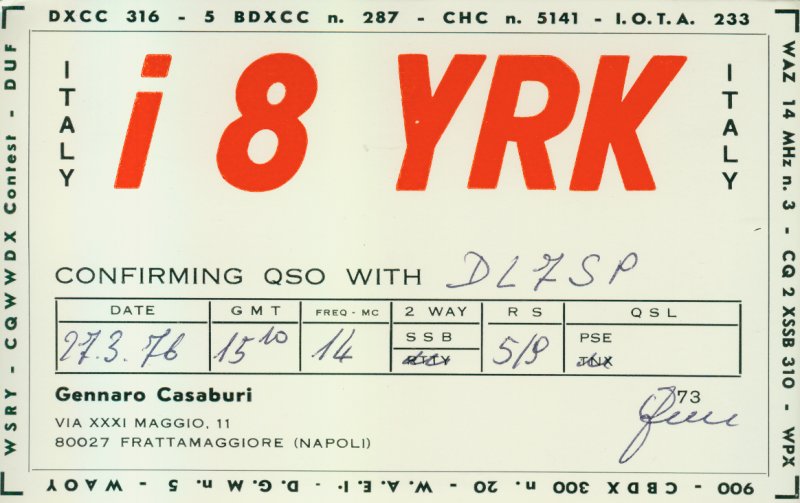 DXCC 316 - 5 BDXCC n. 287 - CHC n. 5141 - I.O.T.A. 233
WAZ 14 MHz n. 3 - CQ 2 XSSB 310 - WPX
900 - CBDX 300 n. 20 - W.A.E.I. - D.G.M n. 5 - WAOY -
WSRY - CQWWDX Contest - DUF
ITALY
i8YRK
ITALY
CONFIRMING QSO WITH DL7SP
DATE GMT FREQ - MC 2 WAY RS QSL
27.3.76 15 10 14 SSB 5/9 PSE
RTTY TNX
Gennaro Casaburi
73
VIA XXXI MAGGIO, 11
80027 FRATTAMAGGIORE (NAPOLI)